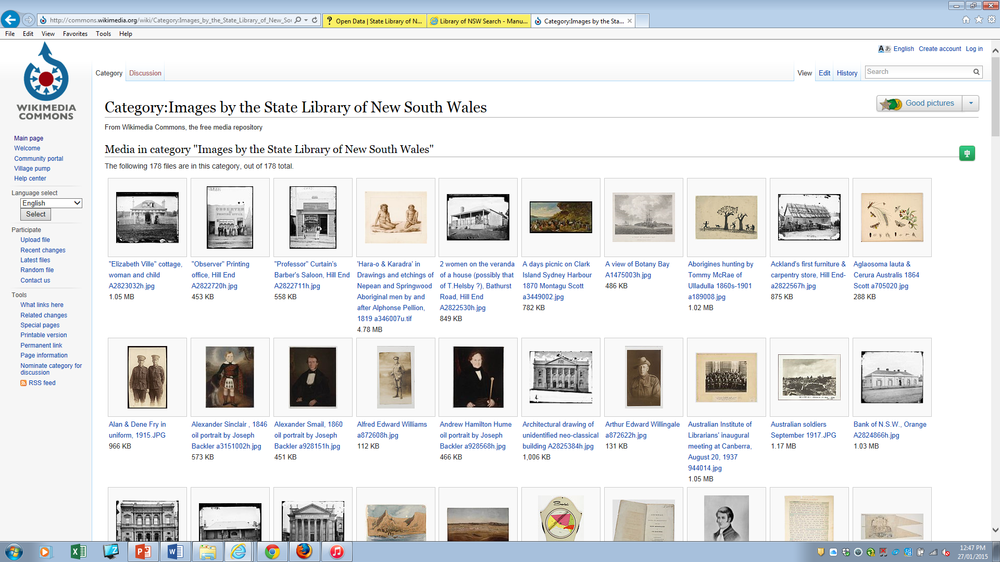 http://commons.wikimedia.org/wiki/Category:Images_by_the_State_Library_of_New_Sou
Open Data | State Library of N...
Library of NSW Search - Manu...
Category:Images by the Sta...
File Edit View Favorites Tools Help
English Create account Log in
Category Discussion
View Edit History Search
WIKIMEDIA
COMMONS
Category:Images by the State Library of New South Wales
Good pictures
From Wikimedia Commons, the free media repository
Main page
Welcome
Community portal
Village pump
Help center
Language select
English
Select
Participate
Upload file
Recent changes
Latest files
Random file
Contact us
Tools
What links here
Related changes
Special pages
Printable version
Permanent link
Page information
Nominate category for
discussion
RSS feed
Media in category "Images by the State Library of New South Wales"
The following 178 files are in this category, out of 178 total.
"Elizabeth Ville" cottage,
woman and child
A2823032h.jpg
1.05 MB
OBSERVER
PRINTING OFFICE.
"Observer" Printing
office, Hill End
A2822720h.jpg
453 KB
"Professor" Curtain's
Barber's Saloon, Hill End
A2822711h.jpg
558 KB
'Hara-o & Karadra' in
Drawings and etchings of
Nepean and Springwood
Aboriginal men by and
after Alphonse Pellion,
1819 a346007u.tif
4.78 MB
2 women on the veranda
of a house (possibly that
of T.Helsby ?), Bathurst
Road, Hill End
A2822530h.jpg
849 KB
A days picnic on Clark
Island Sydney Harbour
1870 Montagu Scott
a3449002.jpg
782 KB
A view of Botany Bay
A1475003h.jpg
486 KB
Aborigines hunting by
Tommy McRae of
Ulladulla 1860s-1901
a189008.jpg
1.02 MB
Ackland's first furniture &
carpentry store, Hill End-
a2822567h.jpg
875 KB
Aglaosoma lauta &
Cerura Australis 1864
Scott a705020.jpg
288 KB
Alan & Dene Fry in
uniform, 1915.JPG
966 KB
Alexander Sinclair , 1846
oil portrait by Joseph
Backler a3151002h.jpg
573 KB
Alexander Smail, 1860
oil portrait by Joseph
Backler a928151h.jpg
451 KB
Alfred Edward Williams
a872608h.jpg
112 KB
Andrew Hamilton Hume
oil portrait by Joseph
Backler a928568h.jpg
466 KB
Architectural drawing of
unidentified neo-classical
building A2825384h.jpg
1,006 KB
Arthur Edward Willingale
a872622h.jpg
131 KB
Australian Institute of
Librarians' inaugural
meeting at Canberra,
August 20, 1937
944014.jpg
1.05 MB
Australian soldiers
September 1917.JPG
1.17 MB
Bank of N.S.W., Orange
A2824866h.jpg
1.03 MB
Berlei
JOURNAL
12:47 PM
27/01/2015